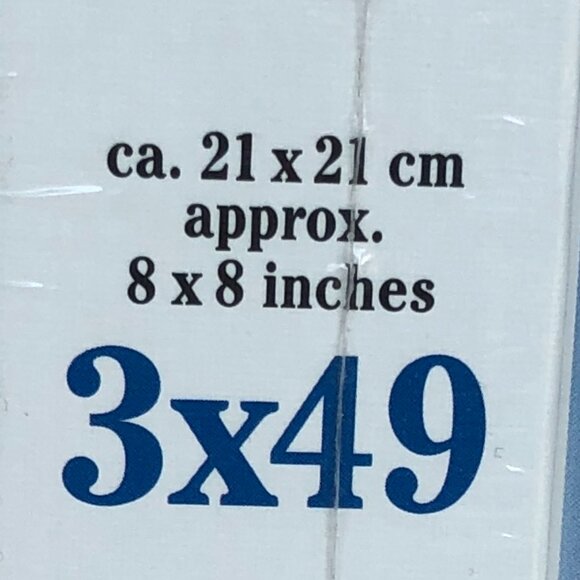 ca. 21 x 21 cm
approx.
8 x 8 inches
3x49